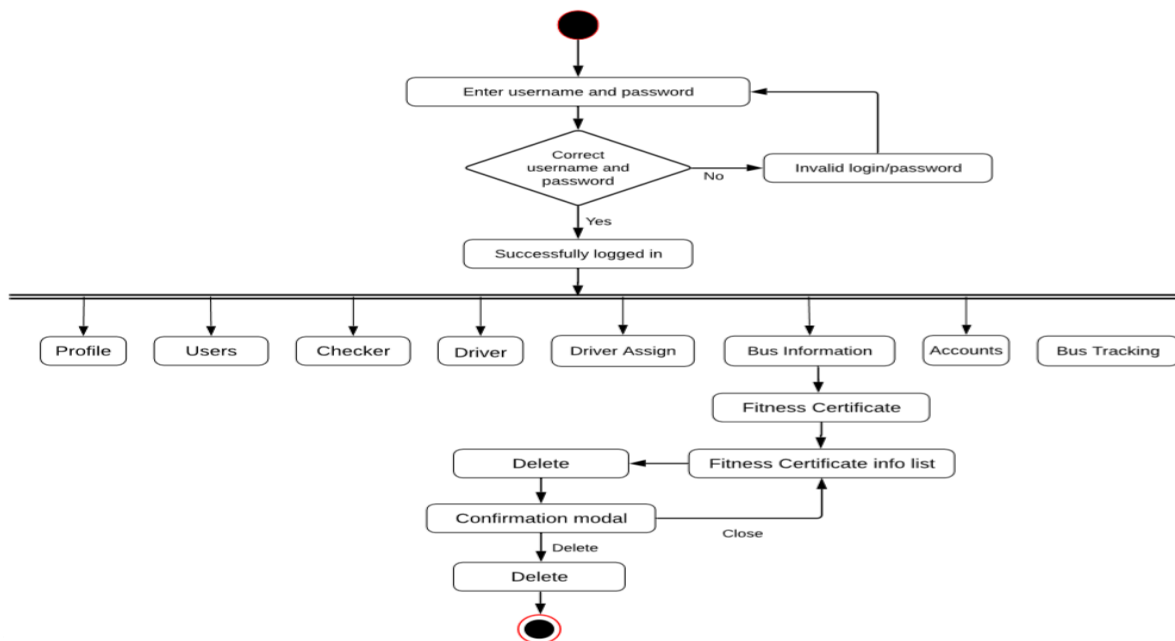 Enter username and password
Correct
username and
password
No
Invalid login/password
Yes
Successfully logged in
Profile
Users
Checker
Driver
Driver Assign
Bus Information
Accounts
Bus Tracking
Fitness Certificate
Delete
Fitness Certificate info list
Confirmation modal
Close
Delete
Delete